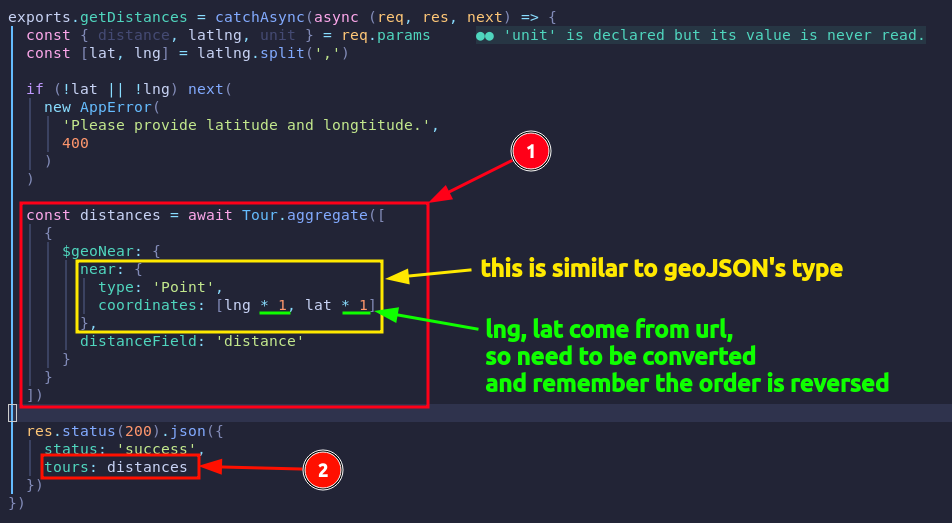 exports.getDistances = catchAsync(async (req, res, next) => {
const { distance, latlng, unit } = req.params ●● 'unit' is declared but its value is never read.
const [lat, lng] = latlng.split(',')
if (!lat || !lng) next(
new AppError(
'Please provide latitude and longtitude.',
400
)
)
1
const distances = await Tour.aggregate([
{
$geoNear: {
near: {
this is similar to geoJSON's type
type: 'Point',
coordinates: [lng * 1, lat * 1]
},
lng, lat come from url,
distanceField: 'distance'
so need to be converted
}
and remember the order is reversed
}
])
res.status(200).json({
status: 'success',
tours: distances
2
})
})